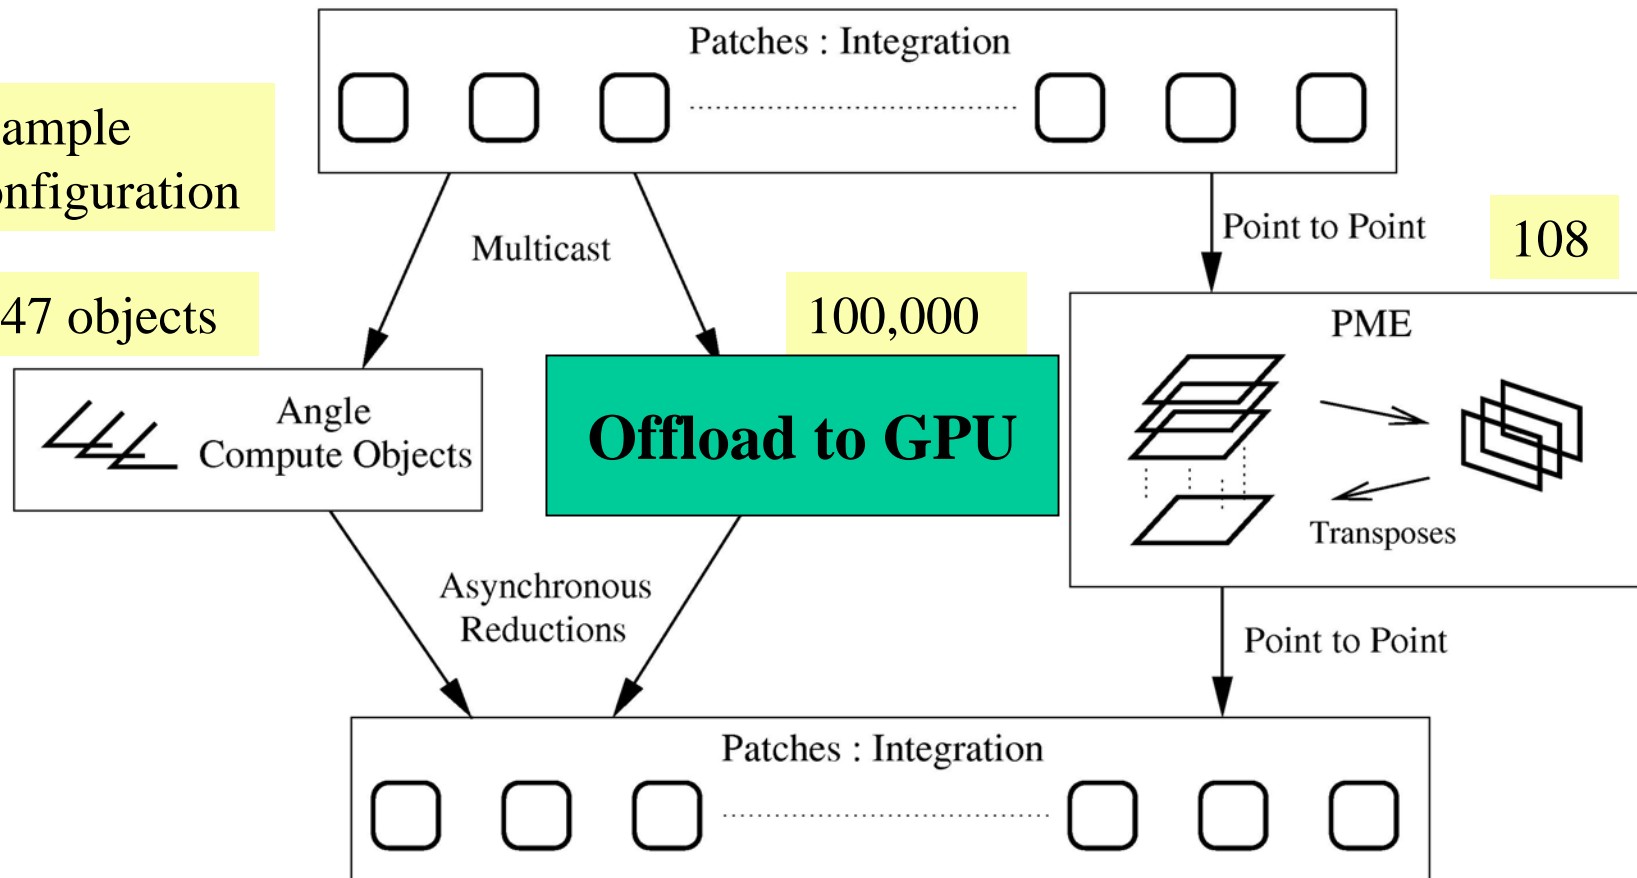 Patches : Integration
ample
onfiguration
Multicast
Point to Point
108
47 objects
100,000
PME
Angle
Compute Objects
Offload to GPU
Transposes
Asynchronous
Reductions
Point to Point
Patches : Integration